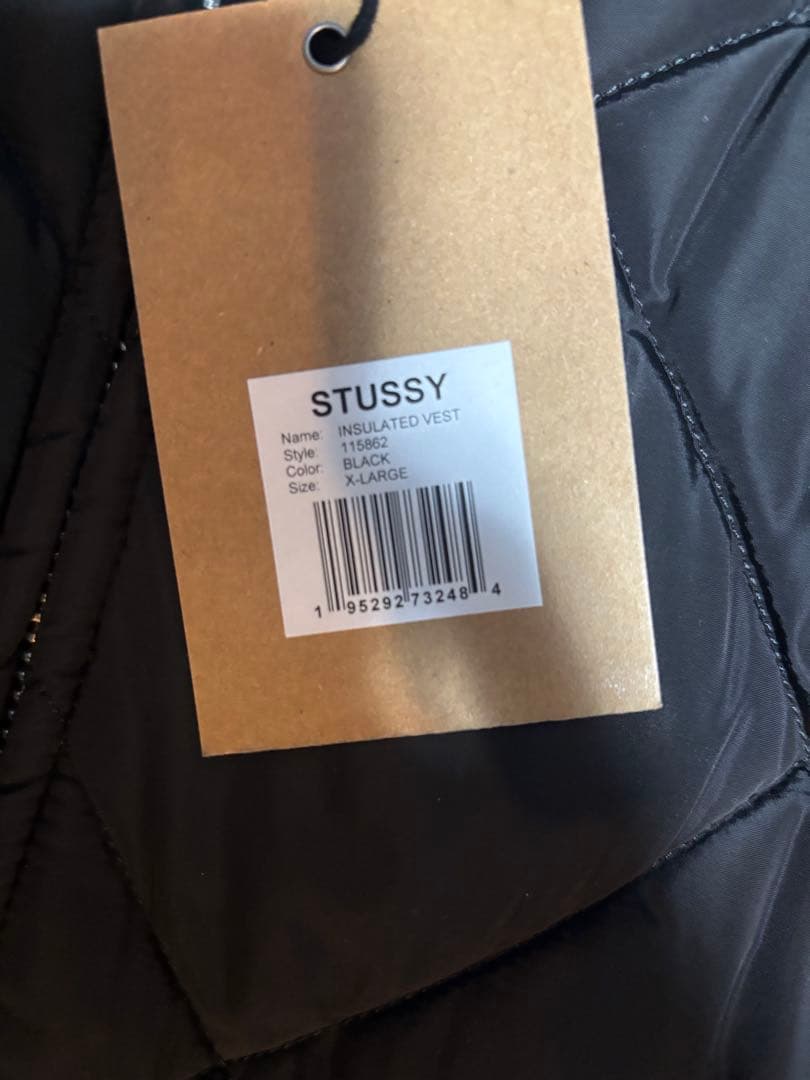 STUSSY
Name: INSULATED VEST
Style: 115862
Color: BLACK
Size: X-LARGE
1 95292 73248 4